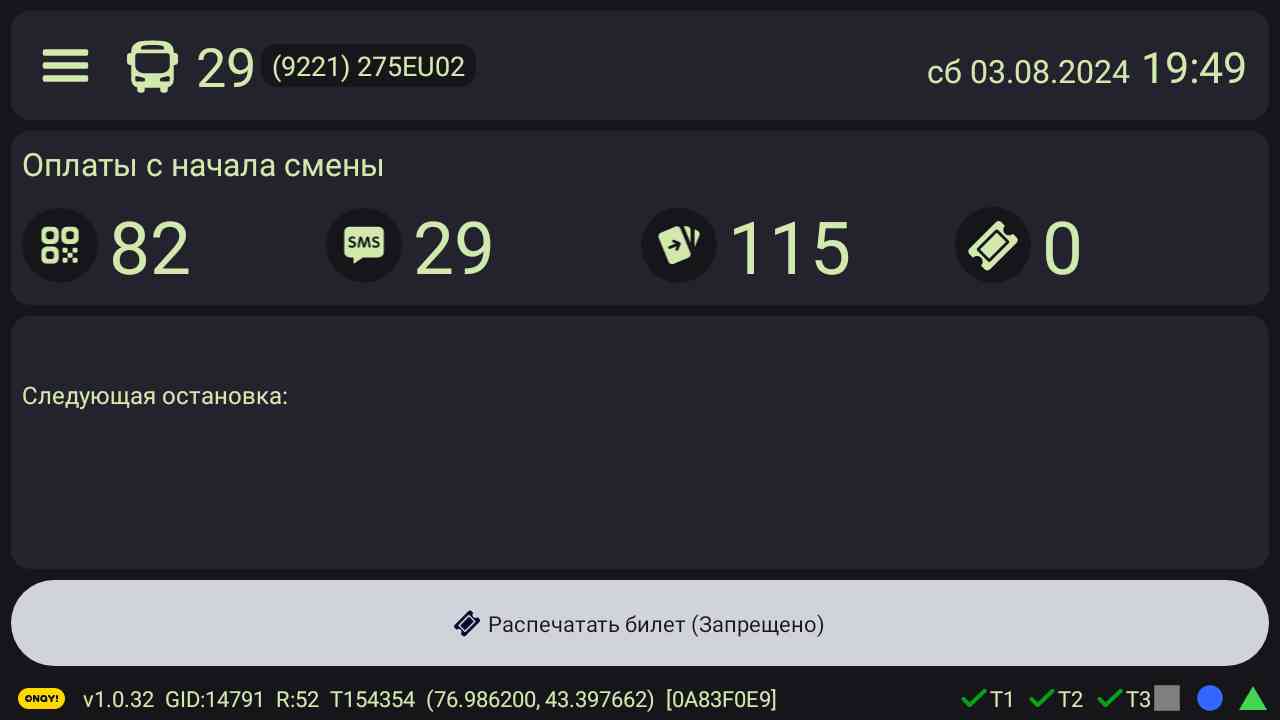 29 (9221) 275EU02 сб 03.08.2024 19:49
Оплаты с начала смены
82 SMS 29 115 0
Следующая остановка:
Распечатать билет (Запрещено)
ONAY! v1.0.32 GID:14791 R:52 T154354 (76.986200, 43.397662) [0A83F0E9] T1 T2 T3